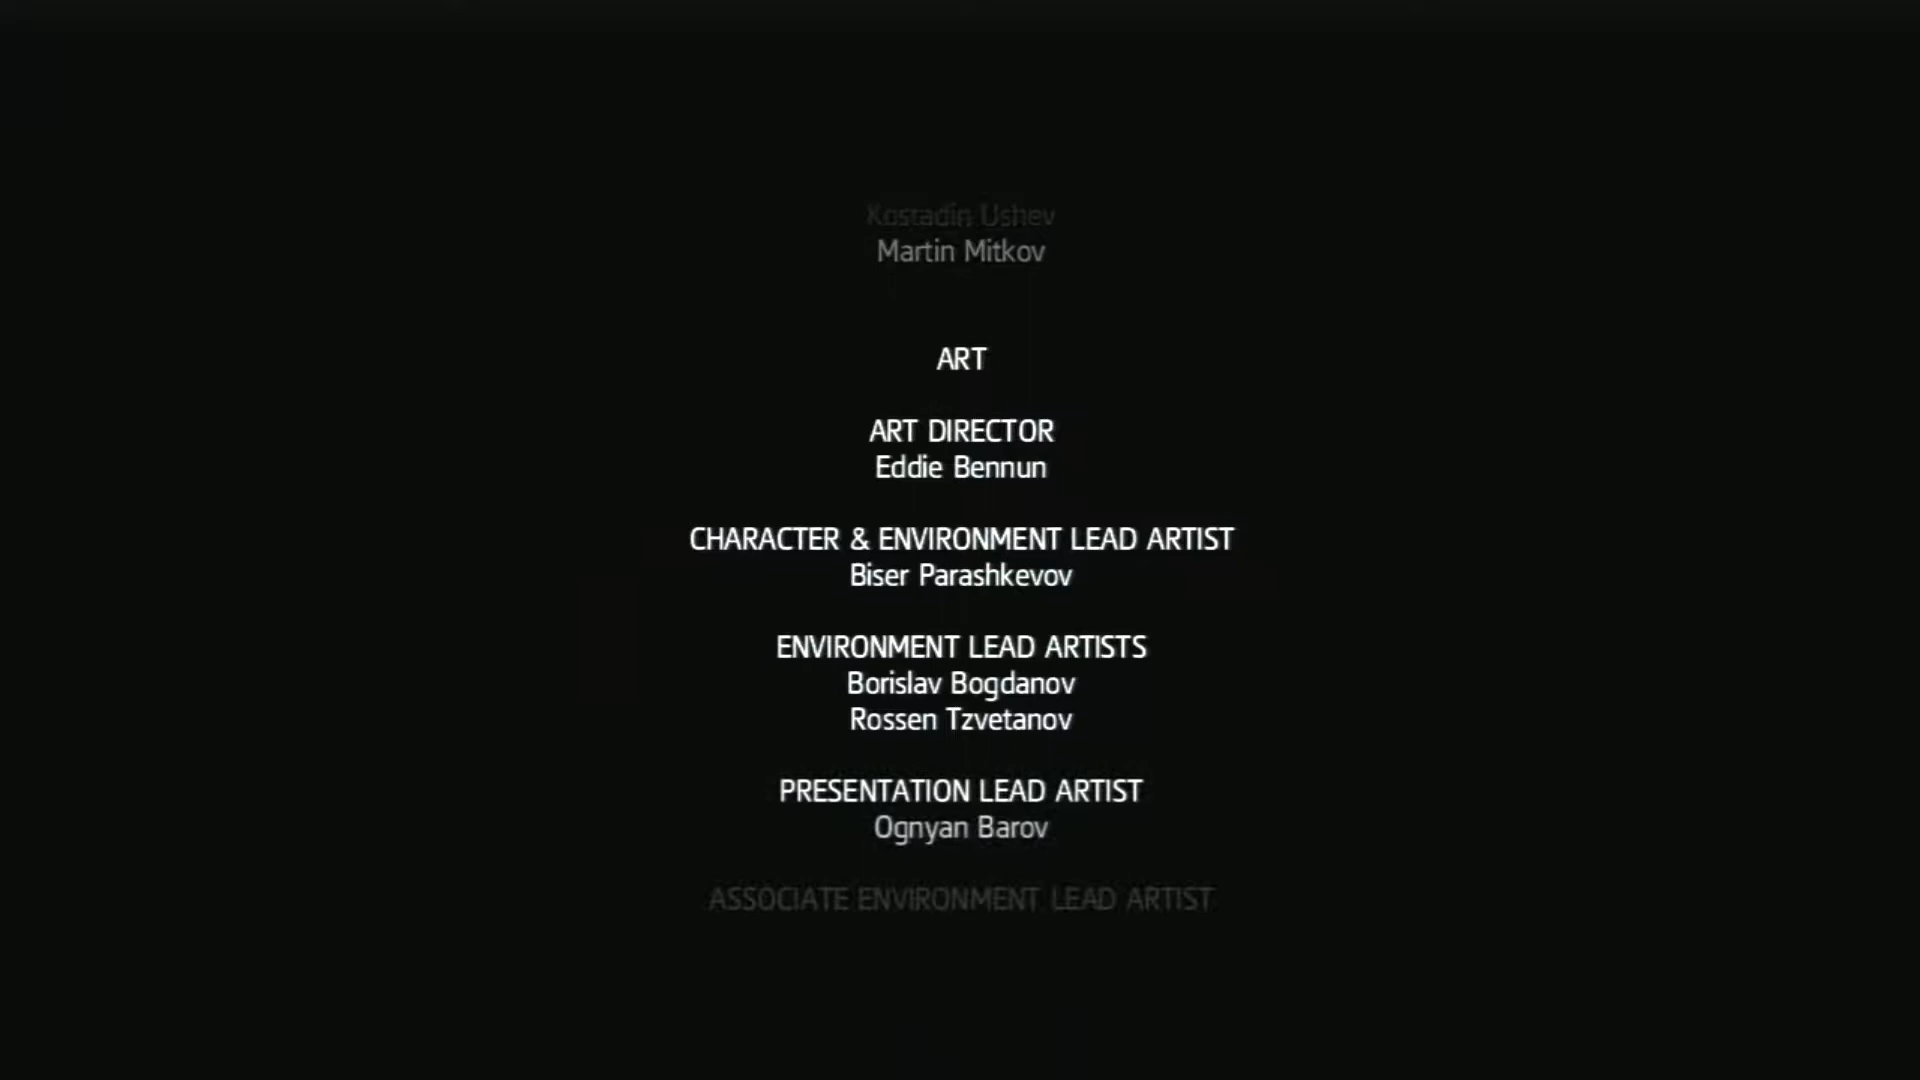 Kostadin Ushev
Martin Mitkov
ART
ART DIRECTOR
Eddie Bennun
CHARACTER & ENVIRONMENT LEAD ARTIST
Biser Parashkevov
ENVIRONMENT LEAD ARTISTS
Borislav Bogdanov
Rossen Tzvetanov
PRESENTATION LEAD ARTIST
Ognyan Barov
ASSOCIATE ENVIRONMENT LEAD ARTIST